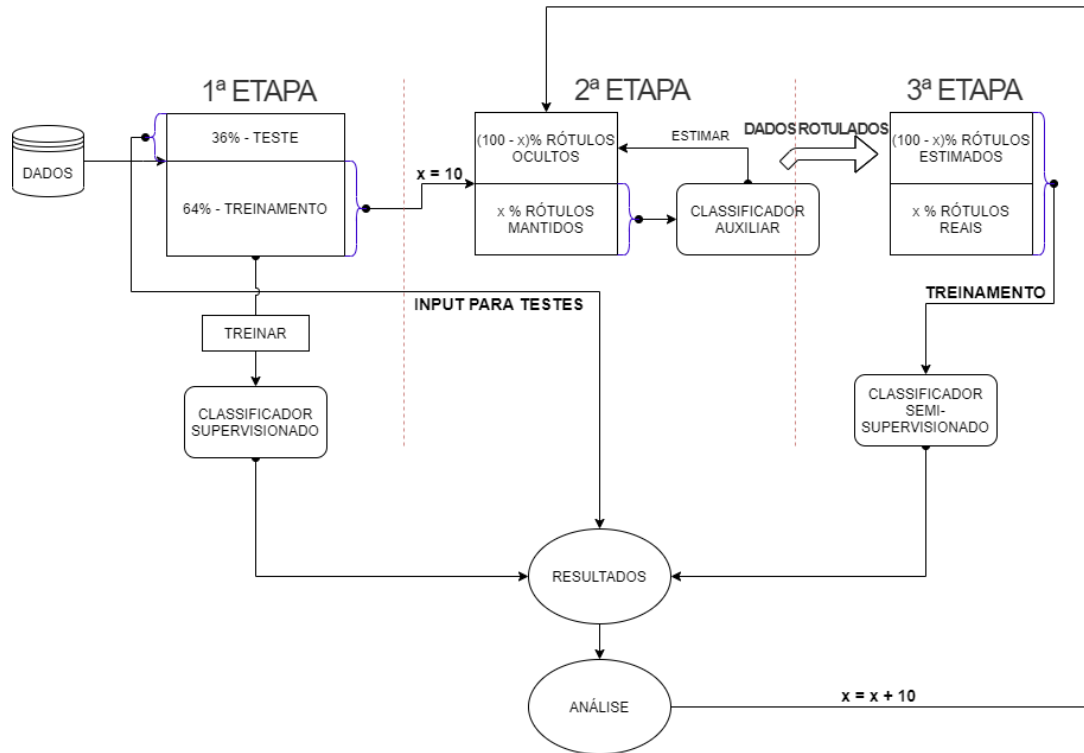 1ª ETAPA
2ª ETAPA
3ª ETAPA
DADOS
36% - TESTE
64% - TREINAMENTO
x = 10
(100 - x)% RÓTULOS
OCULTOS
x % RÓTULOS
MANTIDOS
ESTIMAR
CLASSIFICADOR
AUXILIAR
DADOS ROTULADOS
(100 - x)% RÓTULOS
ESTIMADOS
x % RÓTULOS
REAIS
INPUT PARA TESTES
TREINAMENTO
TREINAR
CLASSIFICADOR
SUPERVISIONADO
CLASSIFICADOR
SEMI-
SUPERVISIONADO
RESULTADOS
ANÁLISE
x = x + 10